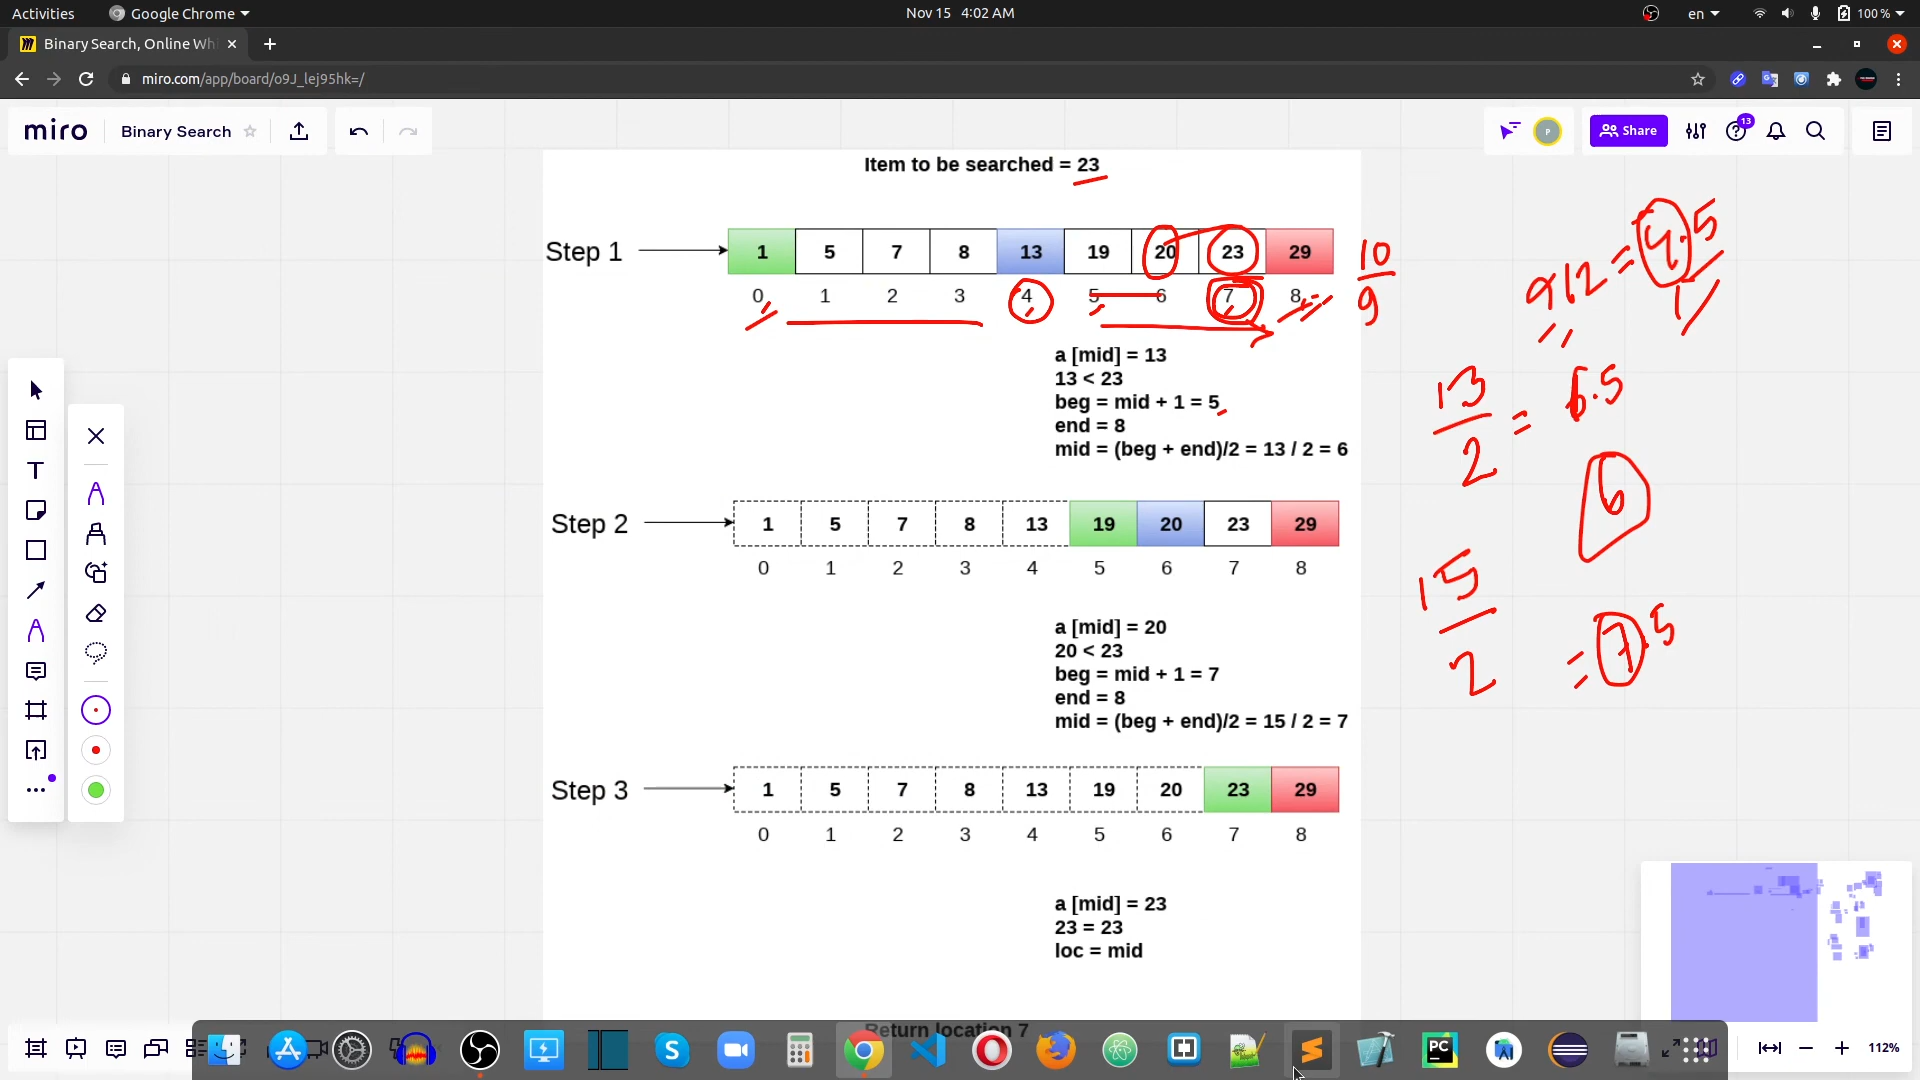 Activities
Google Chrome
Nov 15 4:02 AM
en
100 %
Binary Search, Online Wh
miro.com/app/board/o9J_lej95hk=/
miro
Binary Search
P
Share
13
Item to be searched = 23
Step 1
1 5 7 8 13 19 20 23 29
0 1 2 3 4 5 6 7 8
10
9
912 = 4.5
a [mid] = 13
13 < 23
beg = mid + 1 = 5
end = 8
mid = (beg + end)/2 = 13 / 2 = 6
13
2
= 6.5
6
Step 2
1 5 7 8 13 19 20 23 29
0 1 2 3 4 5 6 7 8
a [mid] = 20
20 < 23
beg = mid + 1 = 7
end = 8
mid = (beg + end)/2 = 15 / 2 = 7
15
2
= 7.5
Step 3
1 5 7 8 13 19 20 23 29
0 1 2 3 4 5 6 7 8
a [mid] = 23
23 = 23
loc = mid
Return location 7
S
PC
112%